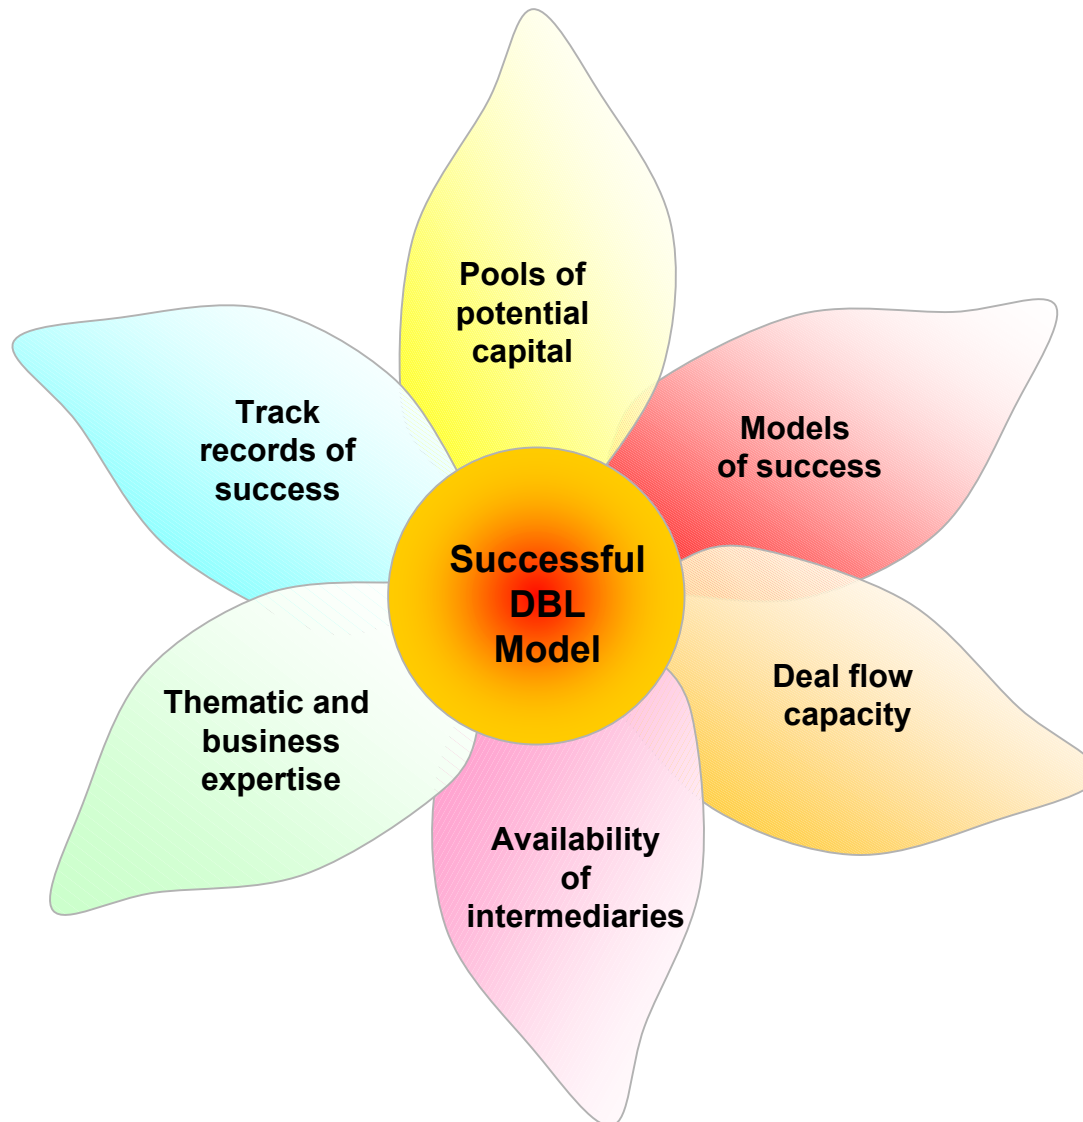 Pools of
potential
capital
Track
records of
success
Models
of success
Successful
DBL
Model
Thematic and
business
expertise
Deal flow
capacity
Availability
of
intermediaries